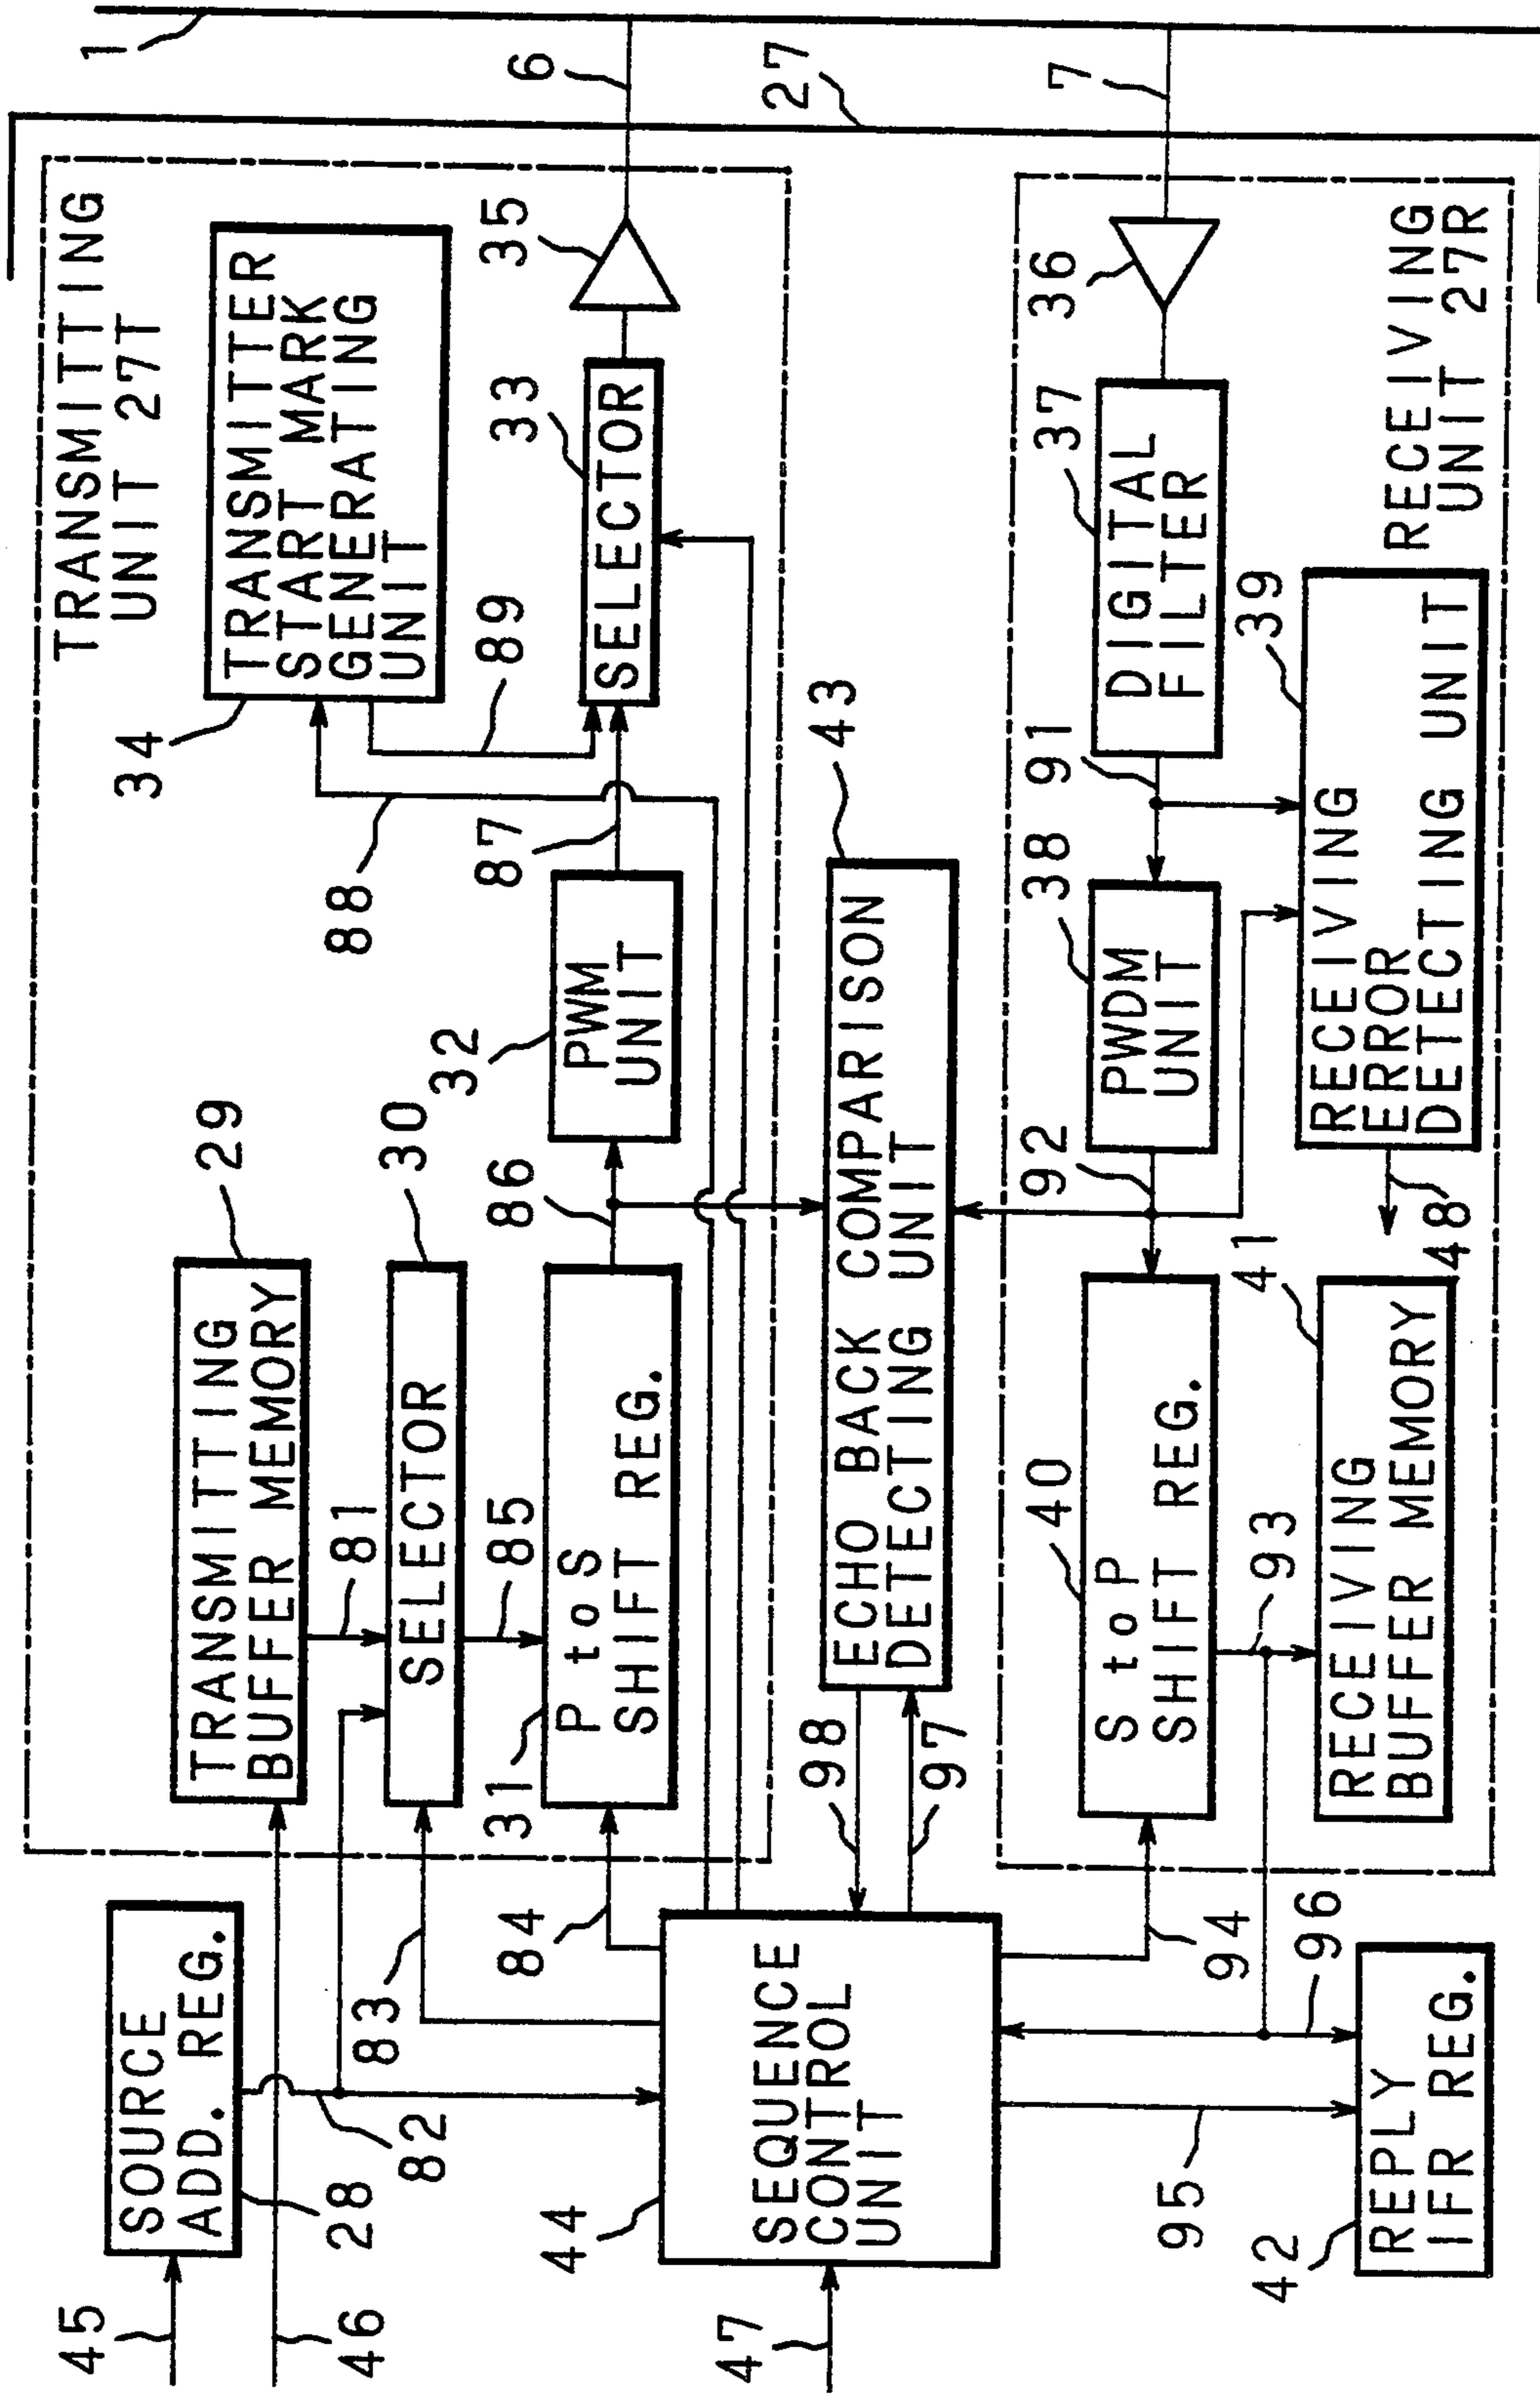 TRANSMITTING
UNIT 27T
1
6
27
7
TRANSMITTER
START MARK
GENERATING
UNIT
34
35
33
SELECTOR
89
88
87
PWM
UNIT
32
86
29
TRANSMITTING
BUFFER MEMORY
81
30
SELECTOR
85
31
P to S
SHIFT REG.
SOURCE
ADD. REG.
28
82
83
84
45
46
47
44
SEQUENCE
CONTROL
UNIT
43
ECHO BACK COMPARISON
DETECTING UNIT
98
97
36
37
DIGITAL
FILTER
91
38
PWDM
UNIT
92
39
RECEIVING
ERROR
DETECTING UNIT
48
RECEIVING
UNIT 27R
40
S to P
SHIFT REG.
93
41
RECEIVING
BUFFER MEMORY
94
96
95
42
REPLY
IFR REG.